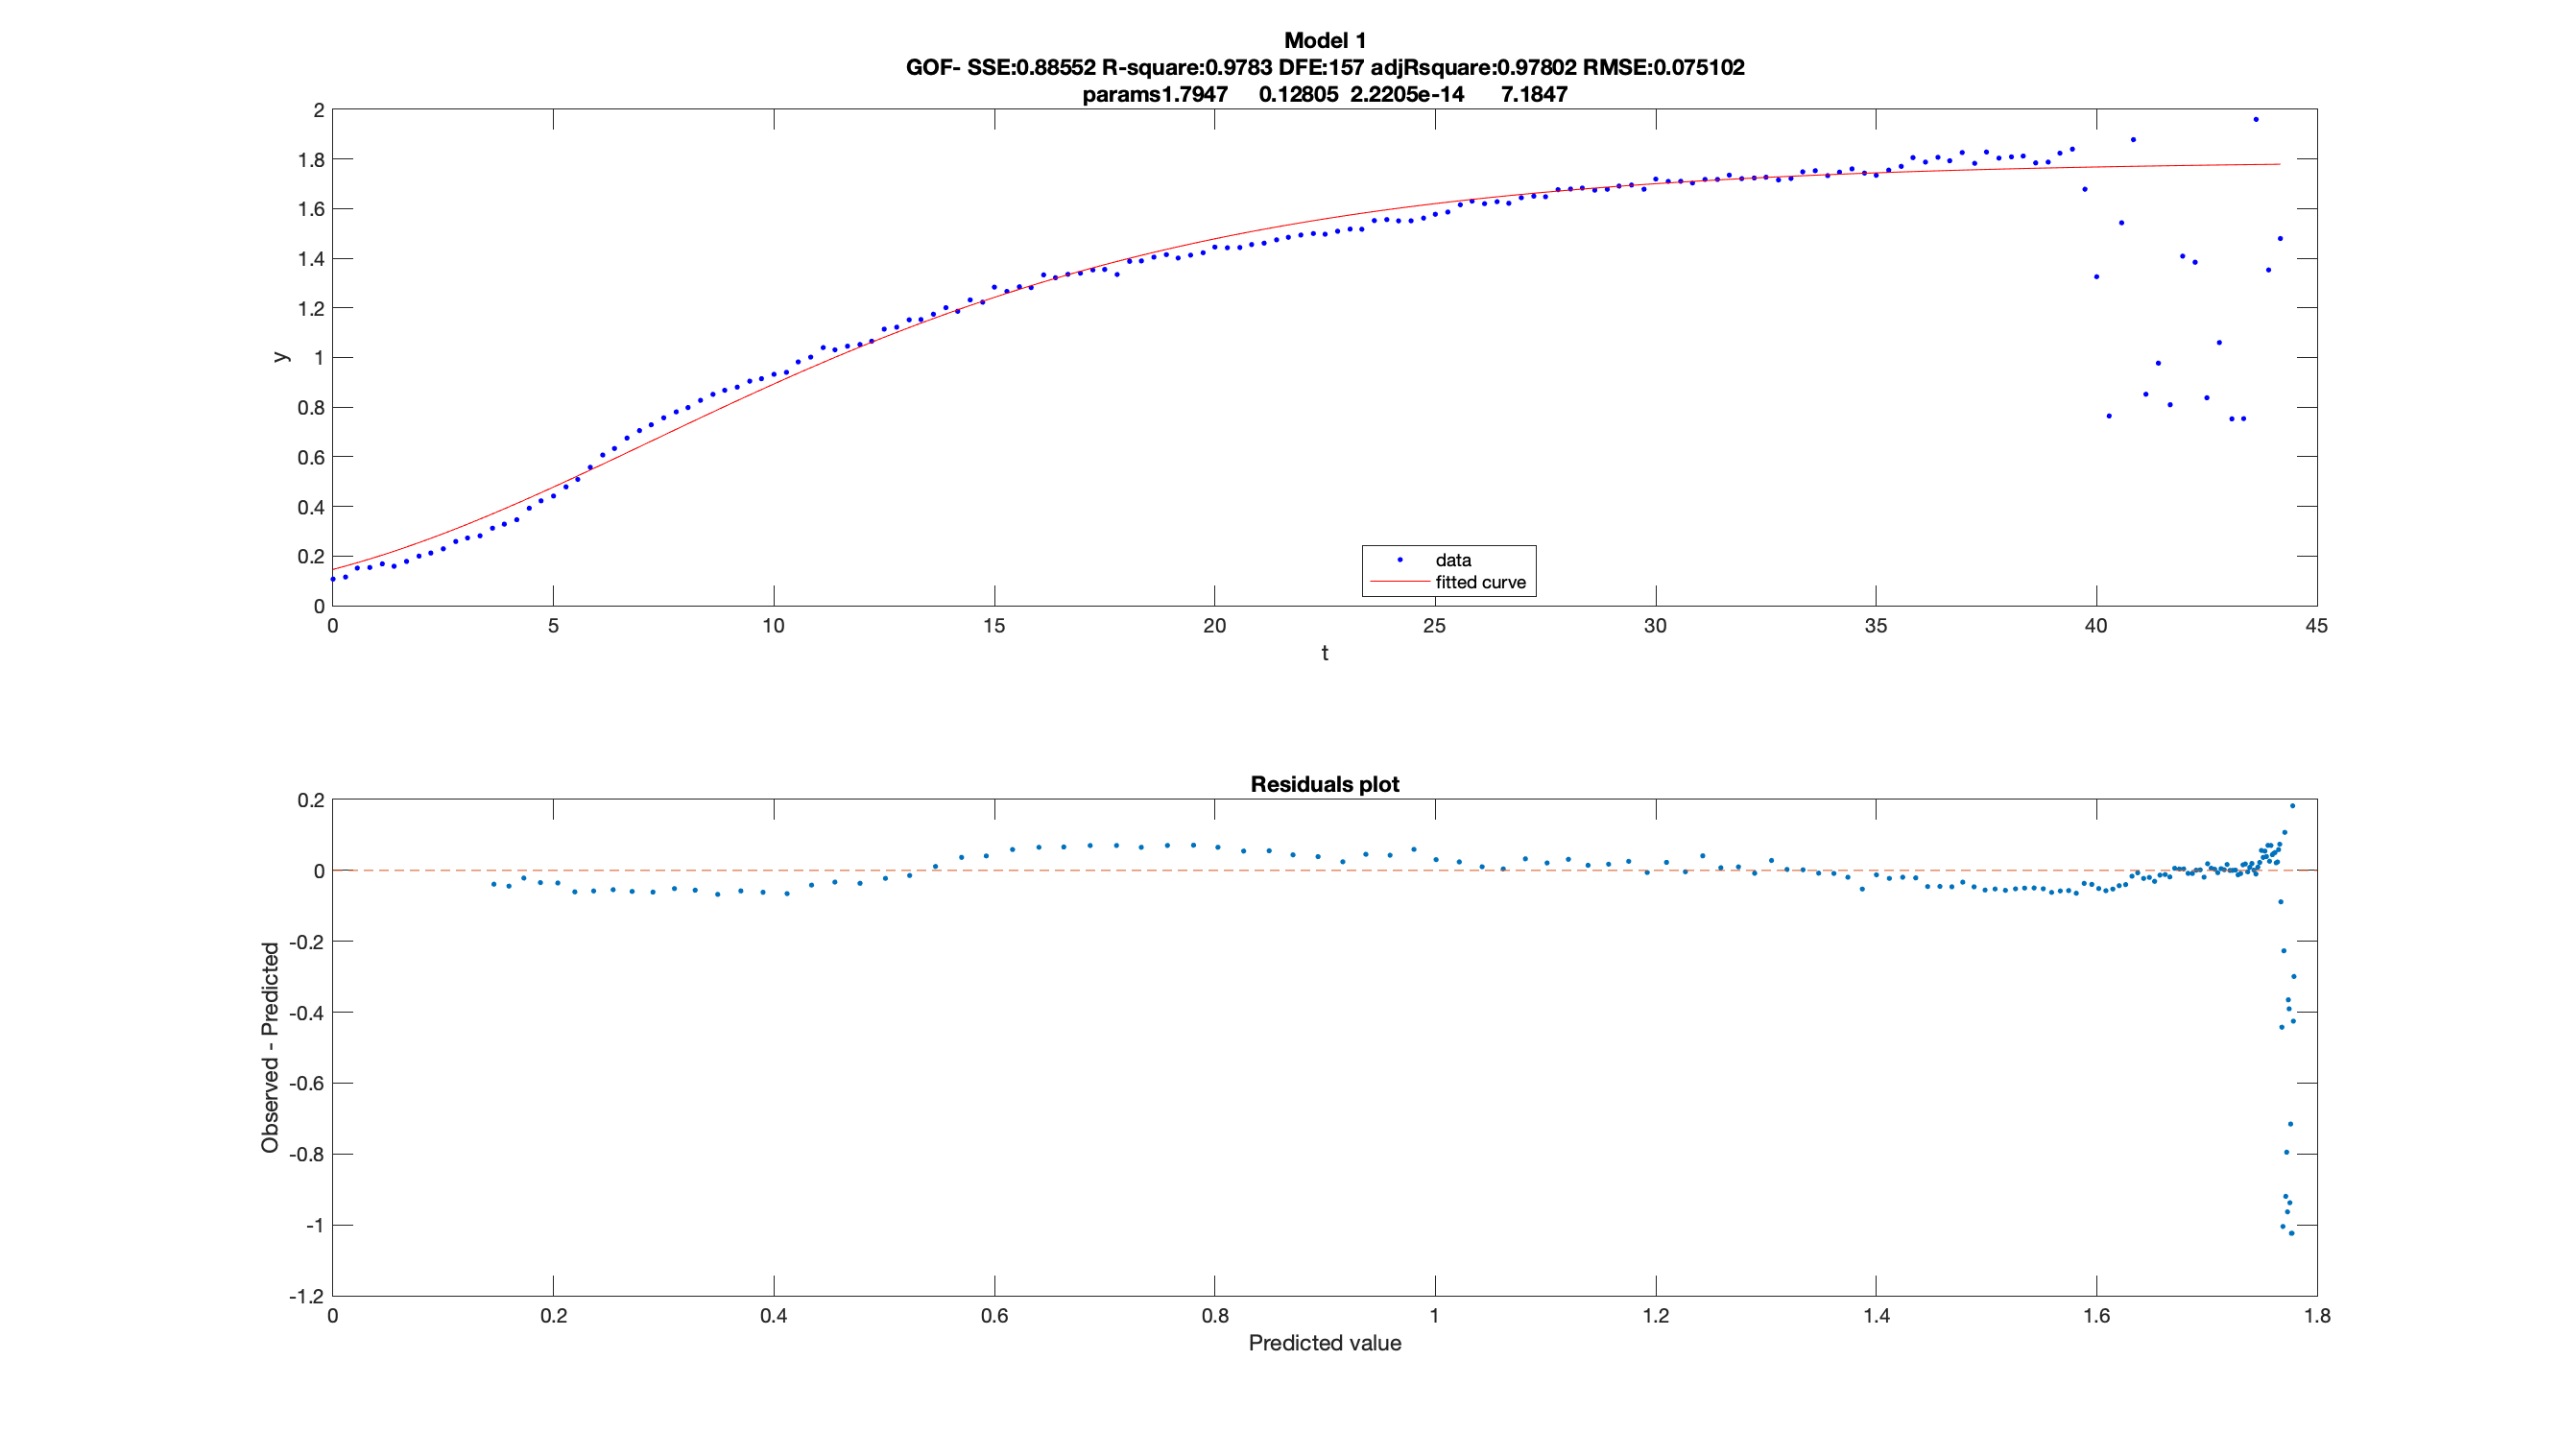 Model 1
GOF- SSE:0.88552 R-square:0.9783 DFE:157 adjRsquare:0.97802 RMSE:0.075102
params1.7947 0.12805 2.2205e-14 7.1847
2
1.8
1.6
1.4
1.2
1
0.8
0.6
0.4
0.2
0
y
data
fitted curve
0 5 10 15 20 25 30 35 40 45
t
Residuals plot
0.2
0
-0.2
-0.4
-0.6
-0.8
-1
-1.2
Observed - Predicted
0 0.2 0.4 0.6 0.8 1 1.2 1.4 1.6 1.8
Predicted value